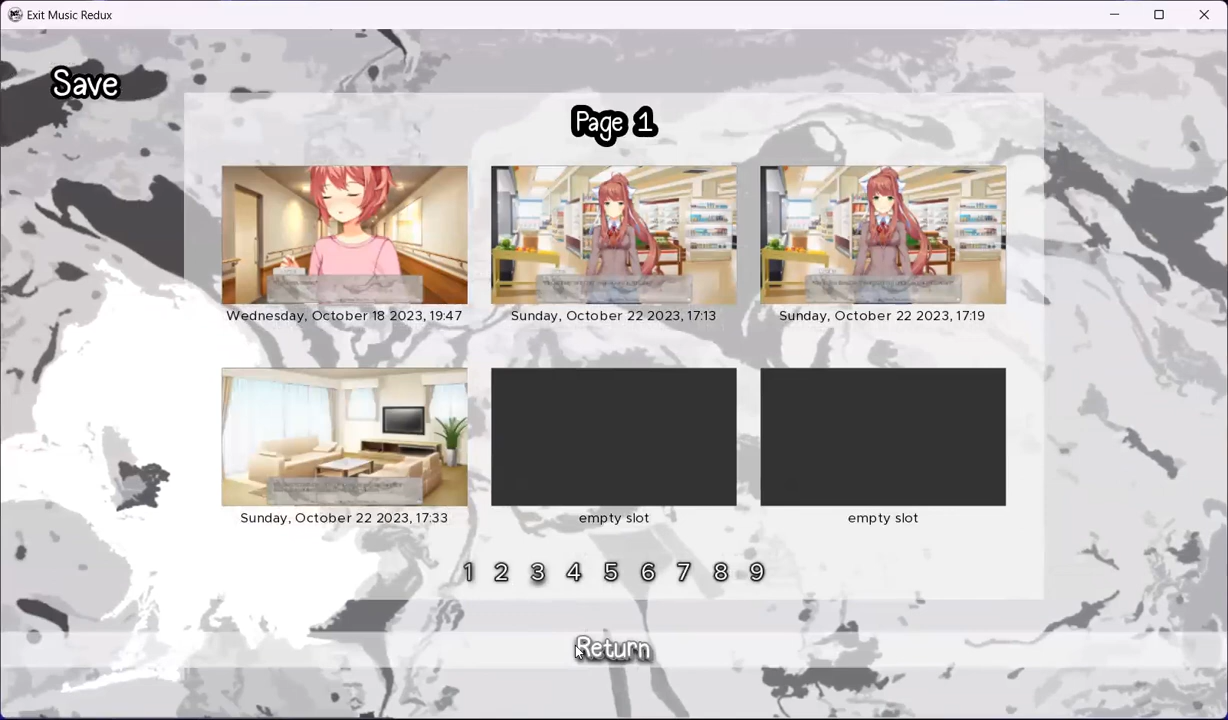 Exit Music Redux
Save
Page 1
Wednesday, October 18 2023, 19:47
Sunday, October 22 2023, 17:13
Sunday, October 22 2023, 17:19
Sunday, October 22 2023, 17:33
empty slot
empty slot
1 2 3 4 5 6 7 8 9
Return